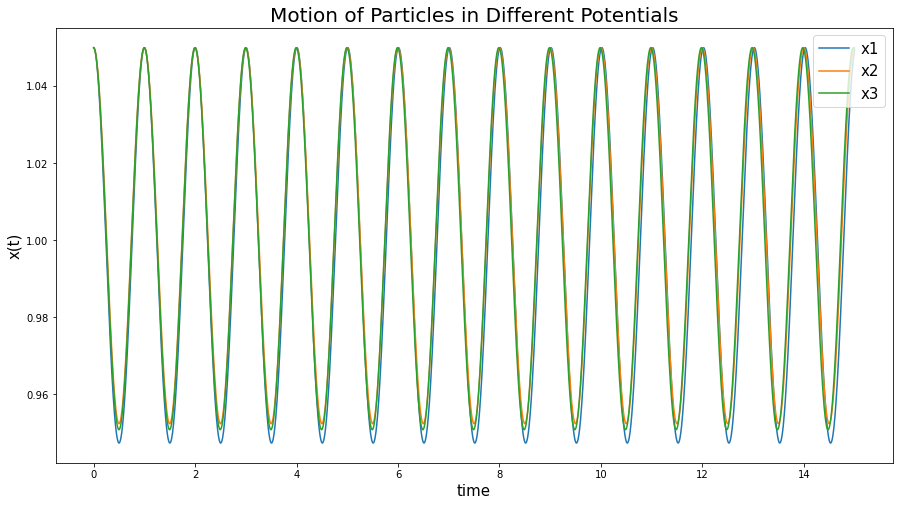 Motion of Particles in Different Potentials
x1
x2
x3
1.04
1.02
1.00
0.98
0.96
x(t)
0 2 4 6 8 10 12 14
time